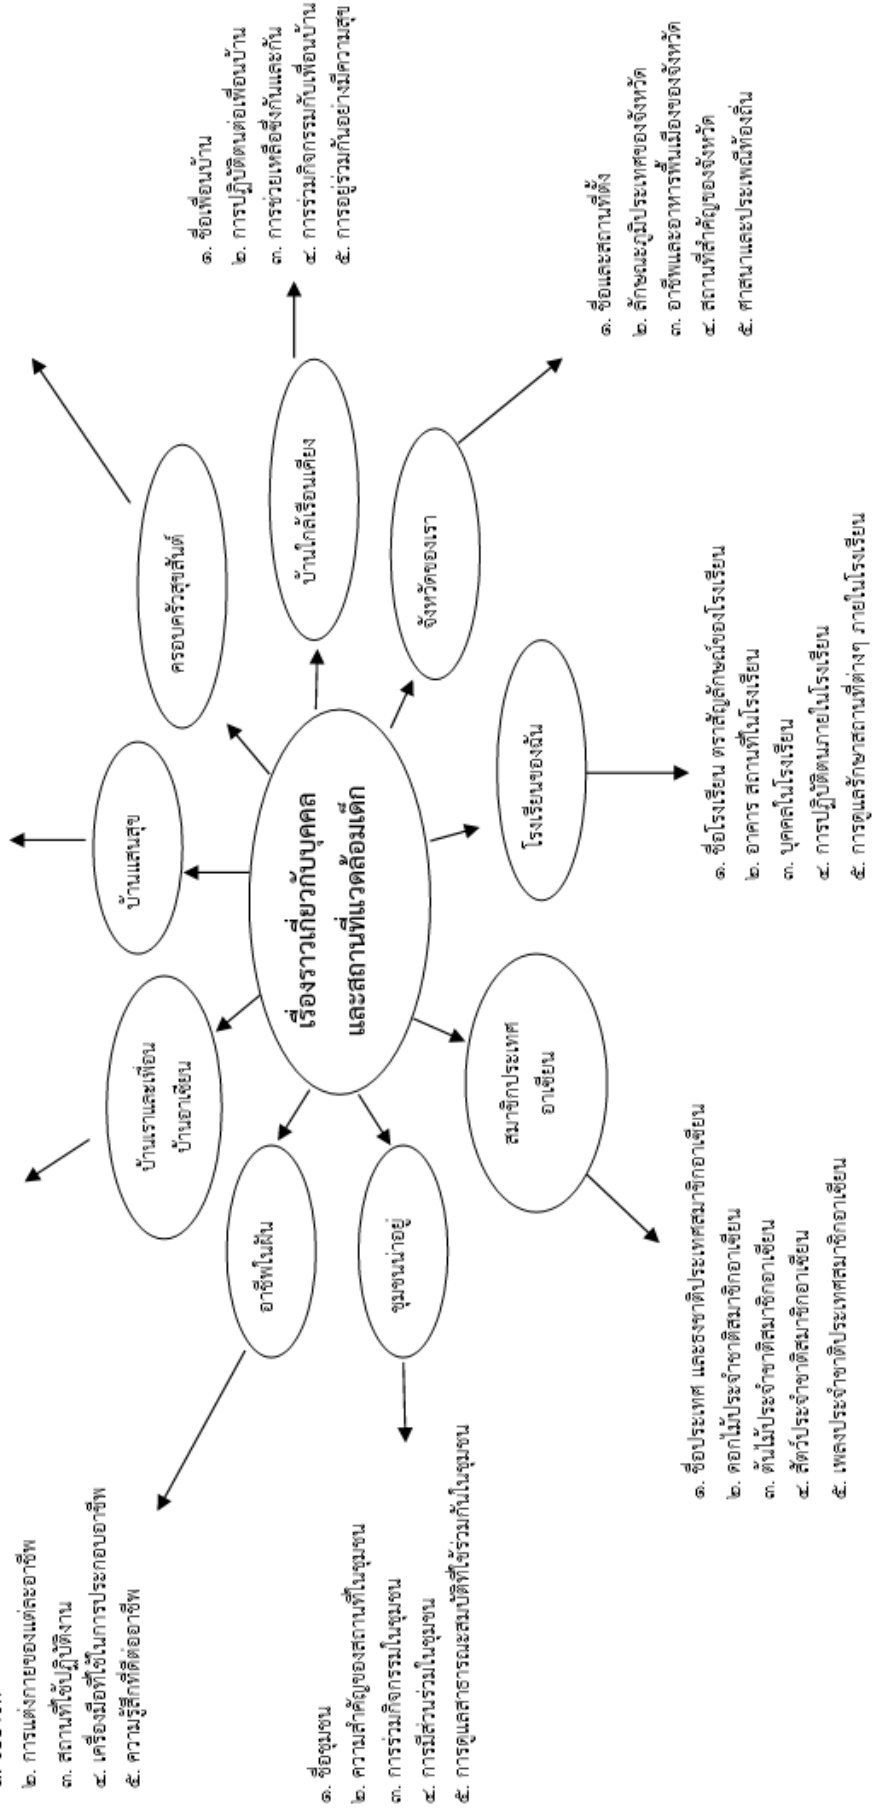 เรื่องราวเกี่ยวกับบุคคล
และสถานที่แวดล้อมเด็ก
บ้านแสนสุข
ครอบครัวสุขสันต์
บ้านใกล้เรือนเคียง
๑. ชื่อเพื่อนบ้าน
๒. การปฏิบัติตนต่อเพื่อนบ้าน
๓. การช่วยเหลือซึ่งกันและกัน
๔. การร่วมกิจกรรมกับเพื่อนบ้าน
๕. การอยู่ร่วมกันอย่างมีความสุข
จังหวัดของเรา
๑. ชื่อและสถานที่ตั้ง
๒. ลักษณะภูมิประเทศของจังหวัด
๓. อาชีพและอาหารพื้นเมืองของจังหวัด
๔. สถานที่สำคัญของจังหวัด
๕. ศาสนาและประเพณีท้องถิ่น
โรงเรียนของฉัน
๑. ชื่อโรงเรียน ตราสัญลักษณ์ของโรงเรียน
๒. อาคาร สถานที่ในโรงเรียน
๓. บุคคลในโรงเรียน
๔. การปฏิบัติตนภายในโรงเรียน
๕. การดูแลรักษาสถานที่ต่างๆ ภายในโรงเรียน
สมาชิกประเทศ
อาเซียน
๑. ชื่อประเทศ และธงชาติประเทศสมาชิกอาเซียน
๒. ดอกไม้ประจำชาติสมาชิกอาเซียน
๓. ต้นไม้ประจำชาติสมาชิกอาเซียน
๔. สัตว์ประจำชาติสมาชิกอาเซียน
๕. เพลงประจำชาติประเทศสมาชิกอาเซียน
ชุมชนน่าอยู่
๑. ชื่อชุมชน
๒. ความสำคัญของสถานที่ในชุมชน
๓. การร่วมกิจกรรมในชุมชน
๔. การมีส่วนร่วมในชุมชน
๕. การดูแลสาธารณะสมบัติที่ใช้ร่วมกันในชุมชน
อาชีพในฝัน
๒. การแต่งกายของแต่ละอาชีพ
๓. สถานที่ใช้ปฏิบัติงาน
๔. เครื่องมือที่ใช้ในการประกอบอาชีพ
๕. ความรู้สึกที่ดีต่ออาชีพ
บ้านเราและเพื่อน
บ้านอาเซียน